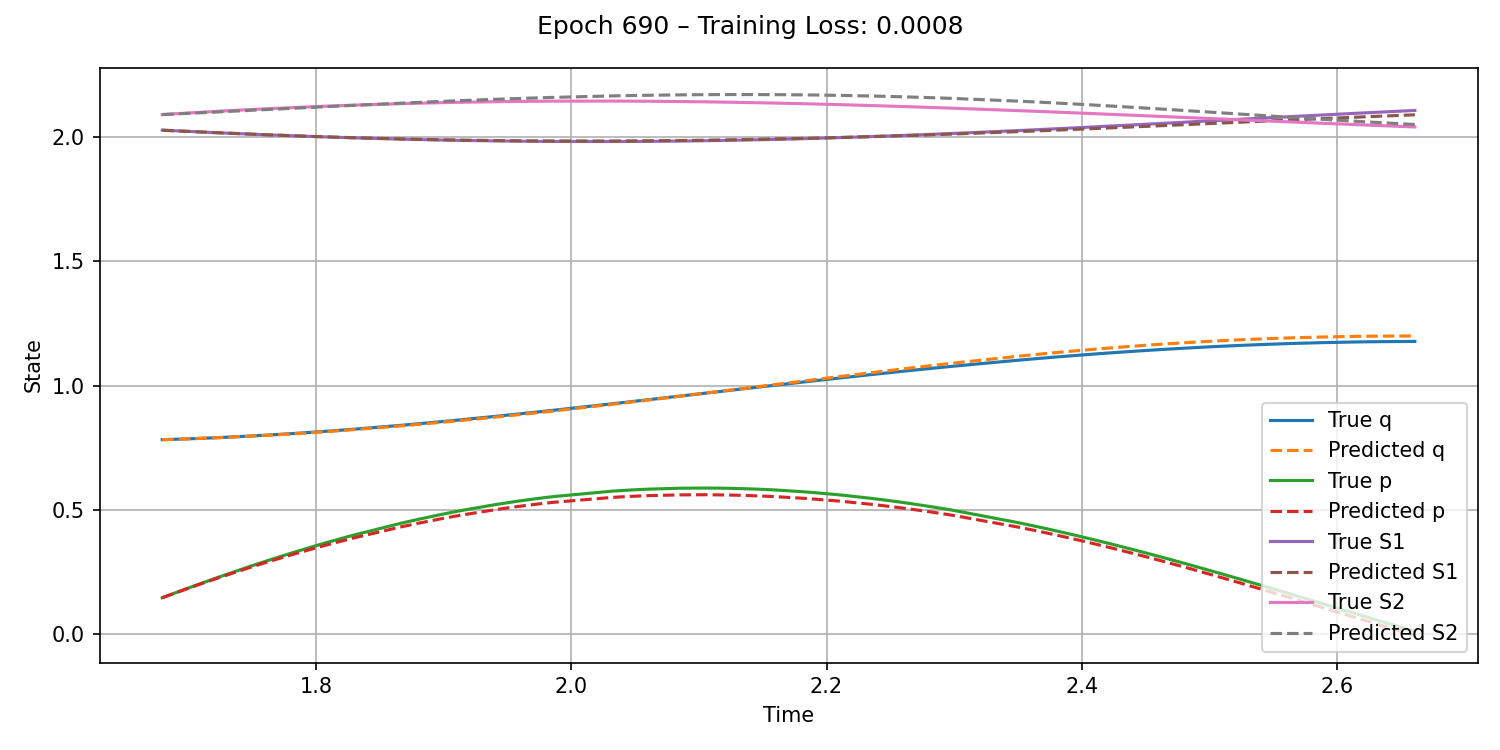 Epoch 690 – Training Loss: 0.0008
State
2.0
1.5
1.0
0.5
0.0
True q
Predicted q
True p
Predicted p
True S1
Predicted S1
True S2
Predicted S2
1.8
2.0
2.2
2.4
2.6
Time